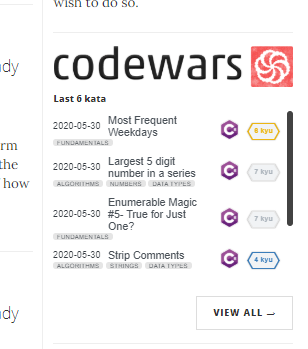 wish to do so.
dy
rm
the
how
dy
codewars
Last 6 kata
2020-05-30 Most Frequent Weekdays 6 kyu
FUNDAMENTALS
2020-05-30 Largest 5 digit number in a series 7 kyu
ALGORITHMS NUMBERS DATA TYPES
2020-05-30 Enumerable Magic #5- True for Just One? 7 kyu
FUNDAMENTALS
2020-05-30 Strip Comments 4 kyu
ALGORITHMS STRINGS DATA TYPES
VIEW ALL →